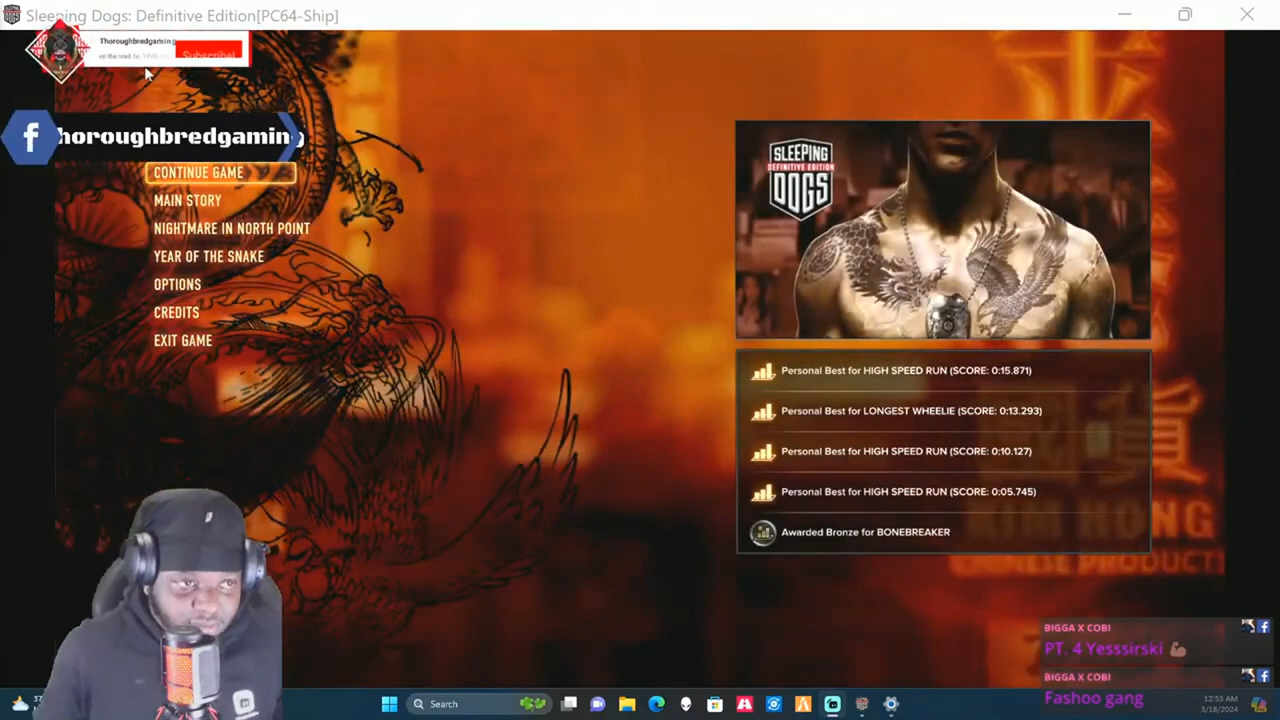 Sleeping Dogs: Definitive Edition[PC64-Ship]
Thoroughbredgaming
Subscribe!
horoughbredgaming
CONTINUE GAME
MAIN STORY
NIGHTMARE IN NORTH POINT
YEAR OF THE SNAKE
OPTIONS
CREDITS
EXIT GAME
SLEEPING
DEFINITIVE EDITION
DOGS
Personal Best for HIGH SPEED RUN (SCORE: 0:15.871)
Personal Best for LONGEST WHEELIE (SCORE: 0:13.293)
Personal Best for HIGH SPEED RUN (SCORE: 0:10.127)
Personal Best for HIGH SPEED RUN (SCORE: 0:05.745)
Awarded Bronze for BONEBREAKER
BIGGA X COBI
PT. 4 Yesssirski 💪🏽
BIGGA X COBI
Fashoo gang
Search
12:53 AM
3/18/2024